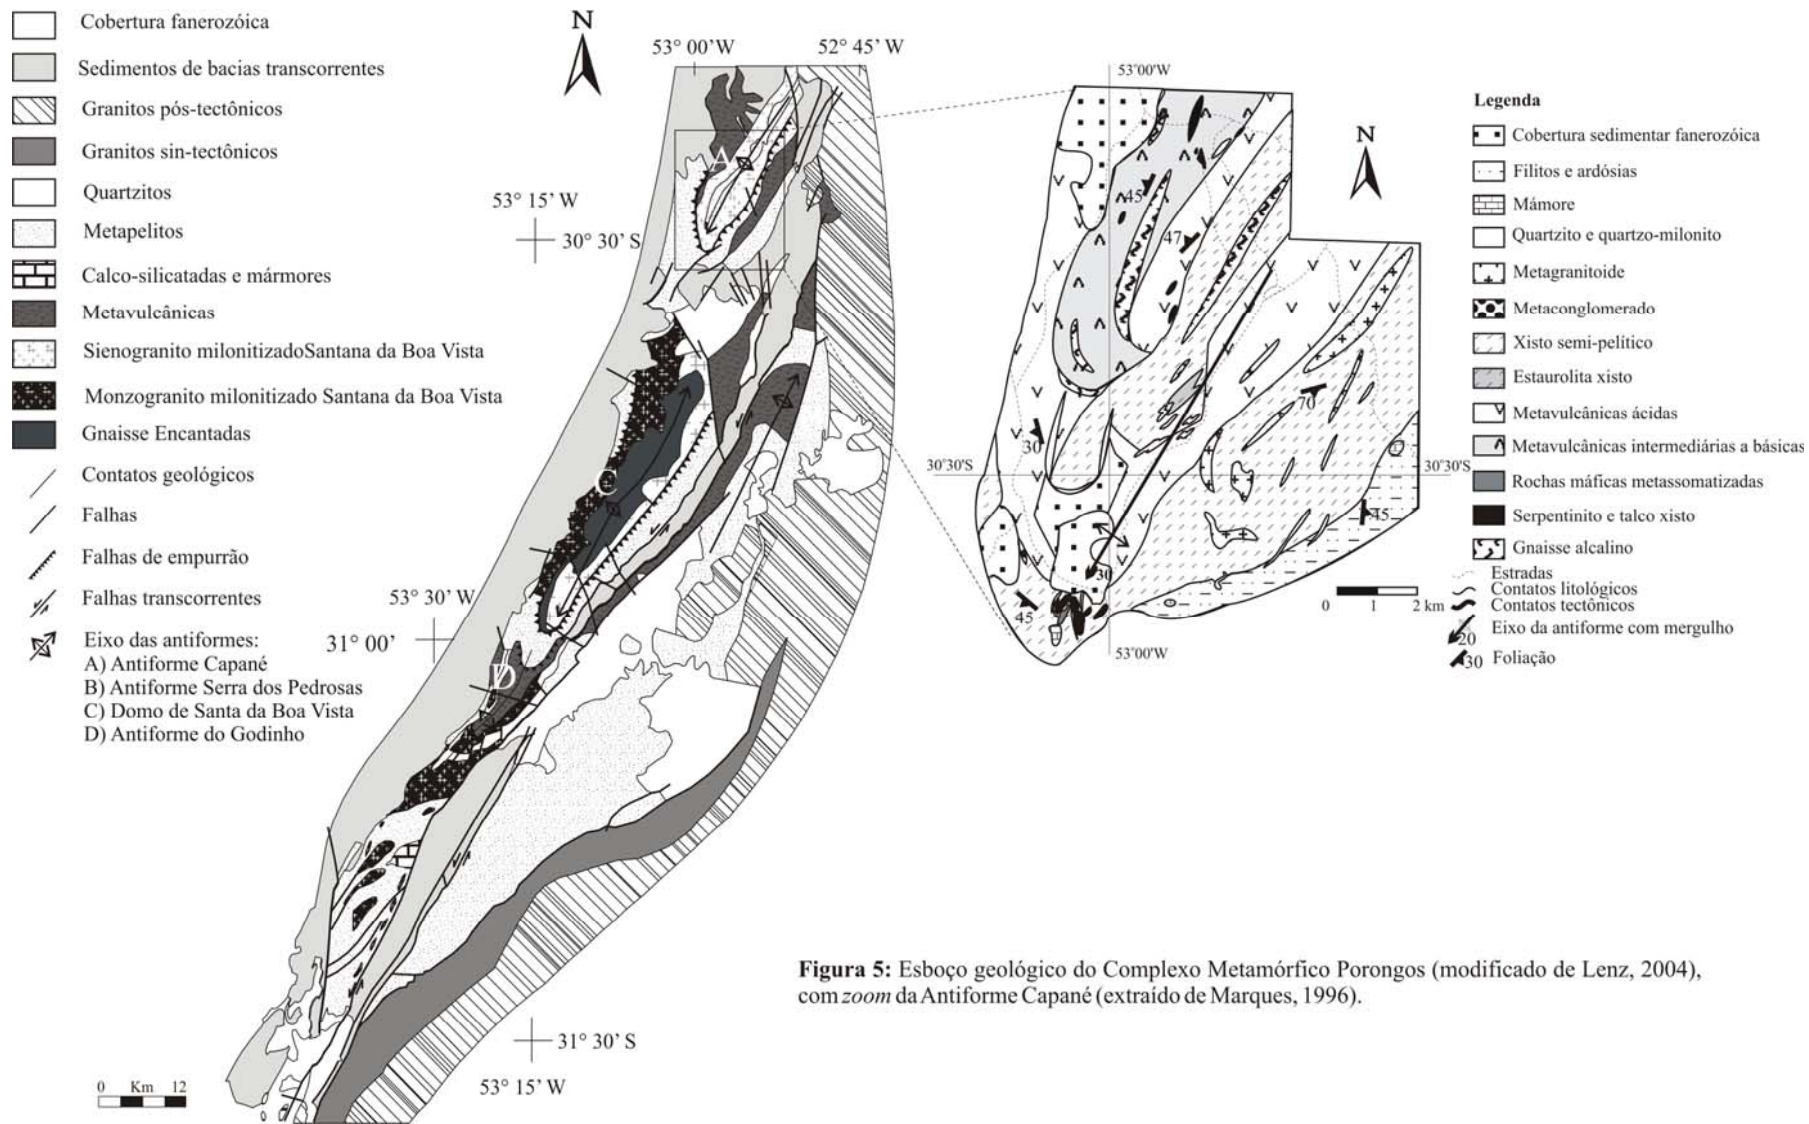 Cobertura fanerozóica
Sedimentos de bacias transcorrentes
Granitos pós-tectônicos
Granitos sin-tectônicos
Quartzitos
Metapelitos
Calco-silicatadas e mármores
Metavulcânicas
Sienogranito milonitizadoSantana da Boa Vista
Monzogranito milonitizado Santana da Boa Vista
Gnaisse Encantadas
Contatos geológicos
Falhas
Falhas de empurrão
Falhas transcorrentes
Eixo das antiformes:
A) Antiforme Capané
B) Antiforme Serra dos Pedrosas
C) Domo de Santa da Boa Vista
D) Antiforme do Godinho
0 Km 12
N
53° 00'W
52° 45' W
53° 15' W
30° 30' S
53° 30' W
31° 00'
31° 30' S
53° 15' W
A
C
D
53°00'W
45
47
30
70
30°30'S
30°30'S
45
30
45
53°00'W
N
0 1 2 km
Legenda
Cobertura sedimentar fanerozóica
Filitos e ardósias
Mámore
Quartzito e quartzo-milonito
Metagranitoide
Metaconglomerado
Xisto semi-pelítico
Estaurolita xisto
Metavulcânicas ácidas
Metavulcânicas intermediárias a básicas
Rochas máficas metassomatizadas
Serpentinito e talco xisto
Gnaisse alcalino
Estradas
Contatos litológicos
Contatos tectônicos
20 Eixo da antiforme com mergulho
30 Foliação
Figura 5: Esboço geológico do Complexo Metamórfico Porongos (modificado de Lenz, 2004),
com zoom da Antiforme Capané (extraído de Marques, 1996).